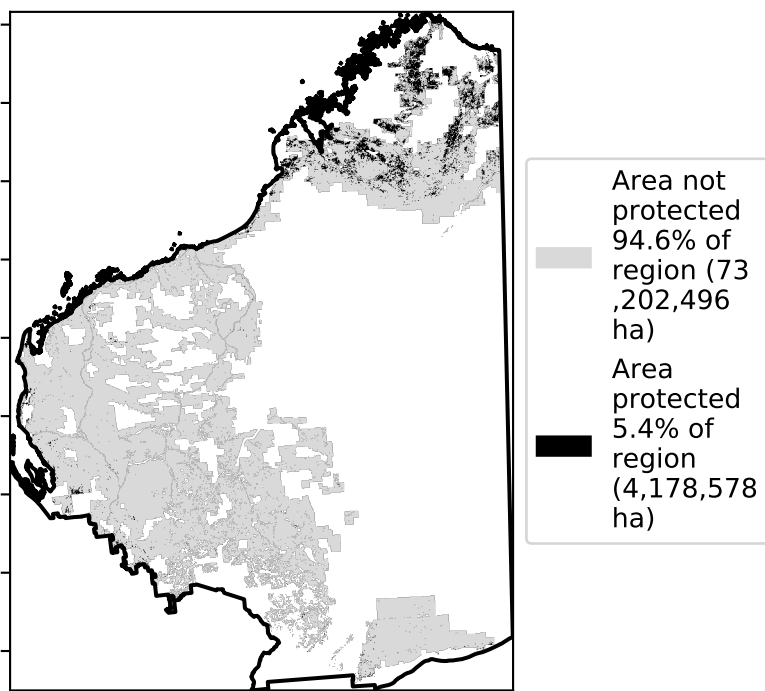 Area not
protected
94.6% of
region (73
,202,496
ha)
Area
protected
5.4% of
region
(4,178,578
ha)